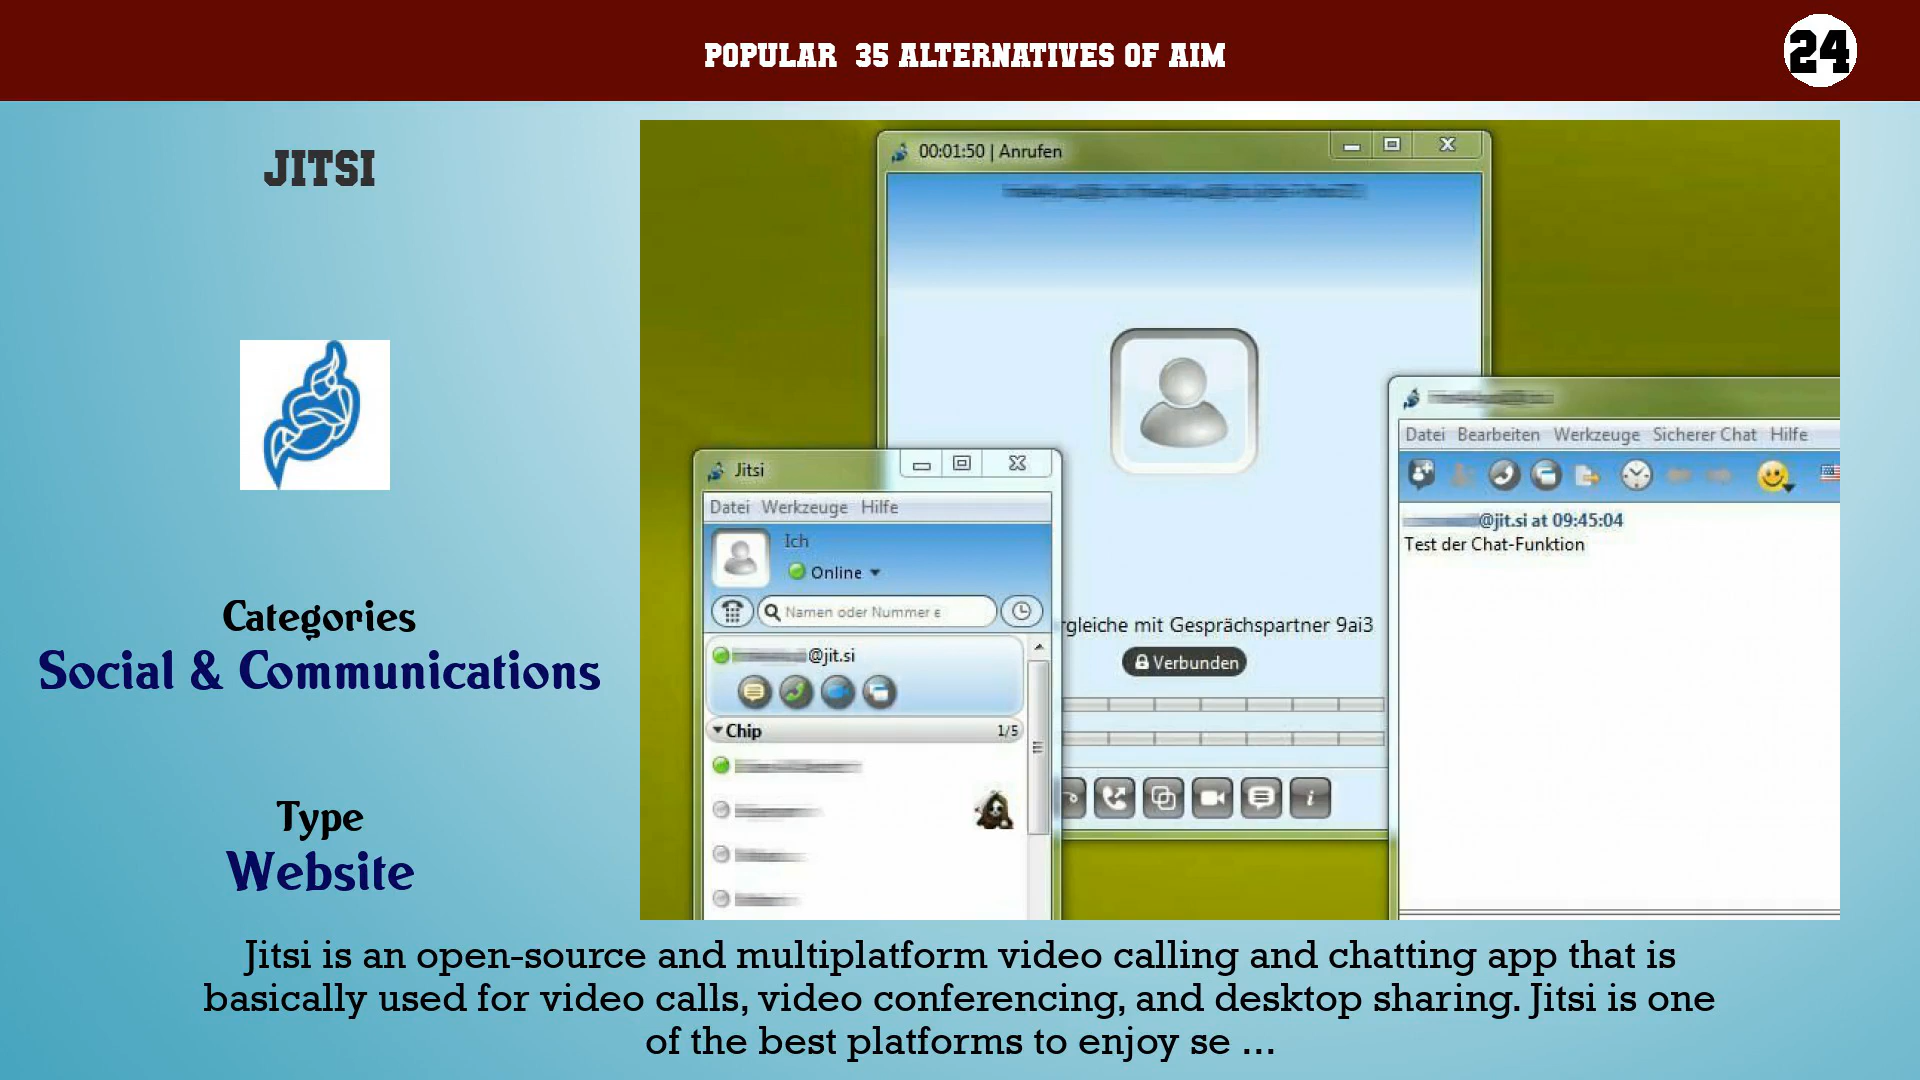 POPULAR 35 ALTERNATIVES OF AIM
24
JITSI
Categories
Social & Communications
Type
Website
00:01:50 | Anrufen
rgleiche mit Gesprächspartner 9ai3
Verbunden
Jitsi
Datei Werkzeuge Hilfe
Ich
Online
Namen oder Nummer e
@jit.si
Chip 1/5
Datei Bearbeiten Werkzeuge Sicherer Chat Hilfe
@jit.si at 09:45:04
Test der Chat-Funktion
Jitsi is an open-source and multiplatform video calling and chatting app that is
basically used for video calls, video conferencing, and desktop sharing. Jitsi is one
of the best platforms to enjoy se ...